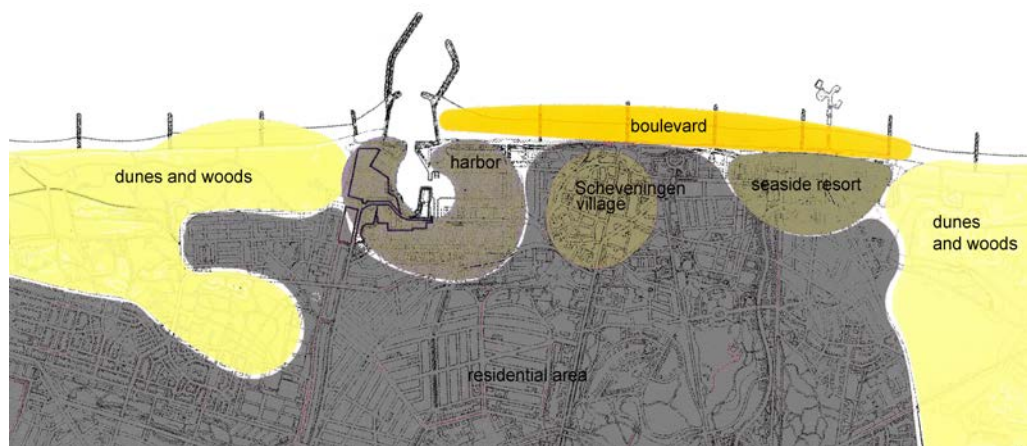 boulevard
harbor
dunes and woods
Scheveningen
village
seaside resort
dunes
and woods
residential area